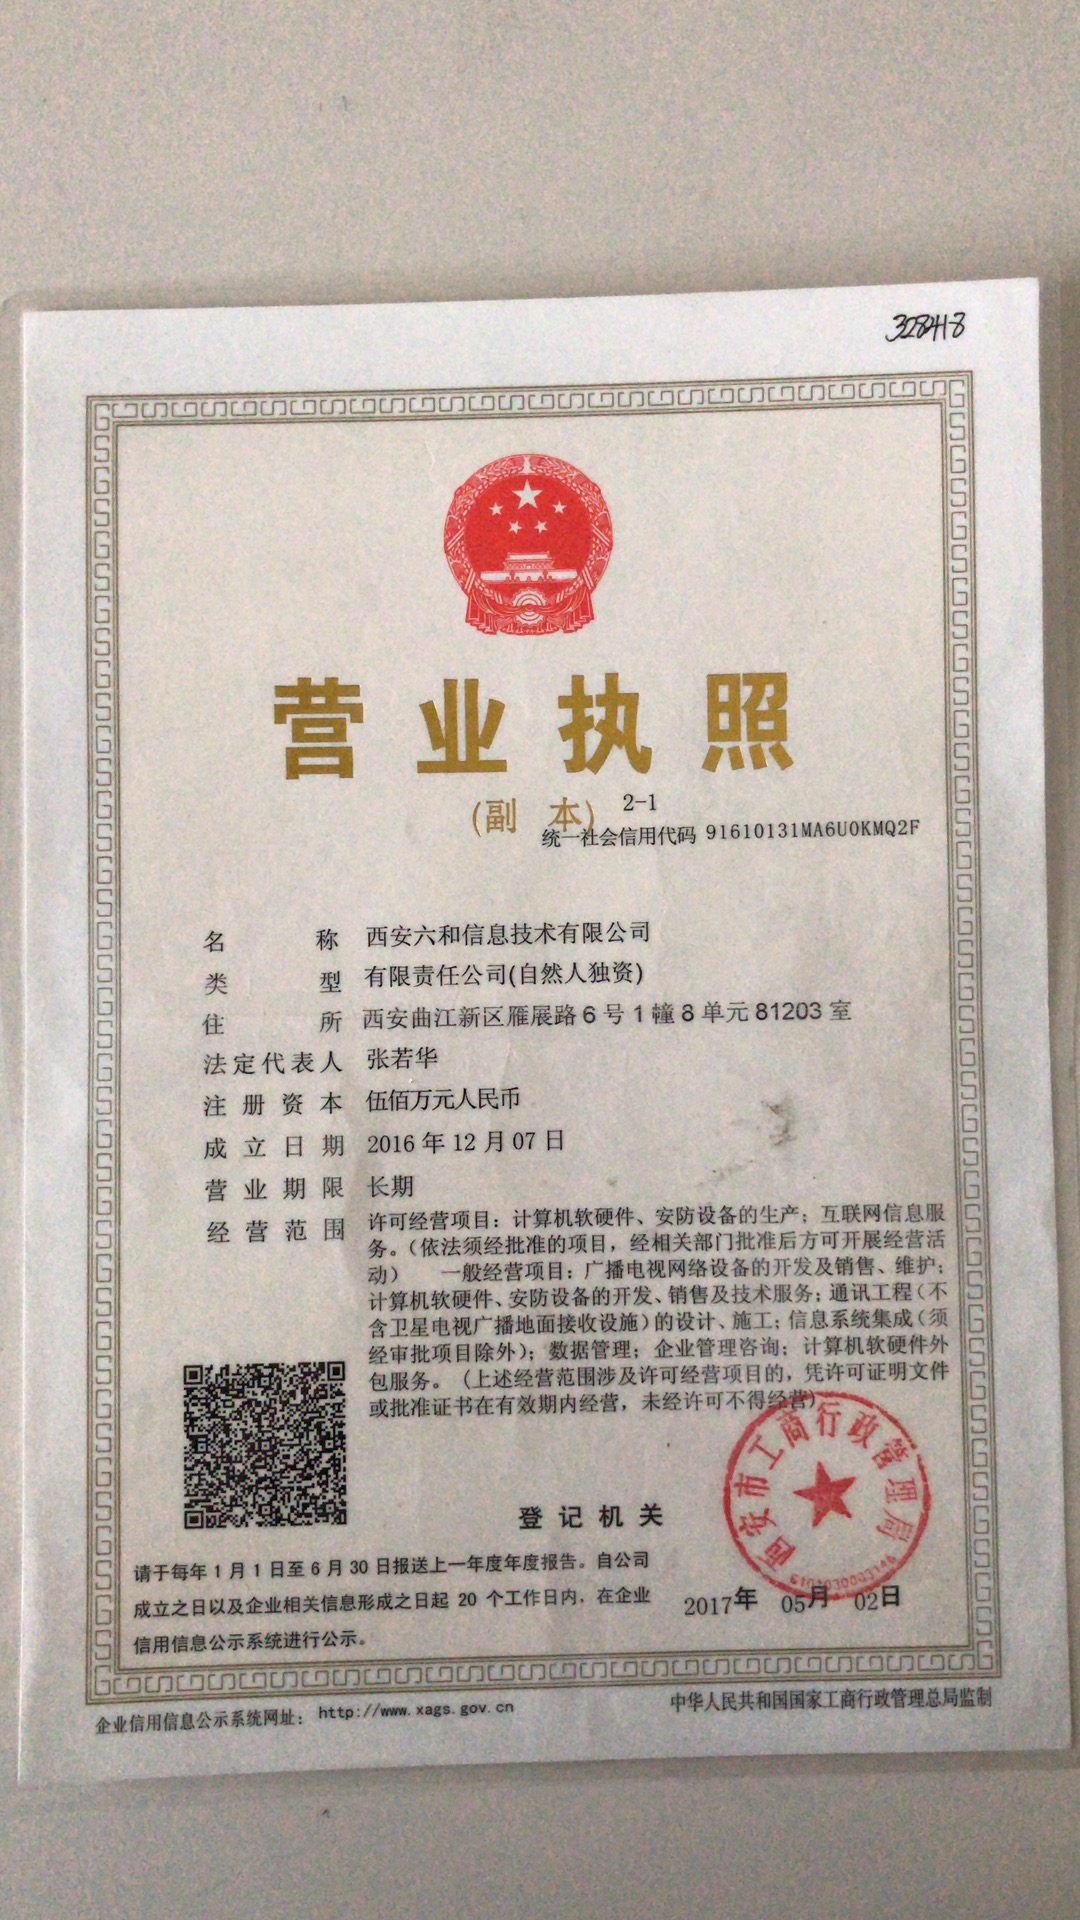 328418
营业执照
(副本) 2-1
统一社会信用代码 91610131MA6U0KMQ2F
名称 西安六和信息技术有限公司
类型 有限责任公司(自然人独资)
住所 西安曲江新区雁展路6号1幢8单元81203室
法定代表人 张若华
注册资本 伍佰万元人民币
成立日期 2016年12月07日
营业期限 长期
经营范围 许可经营项目：计算机软硬件、安防设备的生产；互联网信息服
务。（依法须经批准的项目，经相关部门批准后方可开展经营活
动） 一般经营项目：广播电视网络设备的开发及销售、维护；
计算机软硬件、安防设备的开发、销售及技术服务；通讯工程（不
含卫星电视广播地面接收设施）的设计、施工；信息系统集成（须
经审批项目除外）；数据管理；企业管理咨询；计算机软硬件外
包服务。（上述经营范围涉及许可经营项目的，凭许可证明文件
或批准证书在有效期内经营，未经许可不得经营）
西安市工商行政管理局
登记机关
请于每年1月1日至6月30日报送上一年度年度报告。自公司
成立之日以及企业相关信息形成之日起 20 个工作日内，在企业
信用信息公示系统进行公示。
2017年 05月 02日
企业信用信息公示系统网址： http://www.xags.gov.cn
中华人民共和国国家工商行政管理总局监制